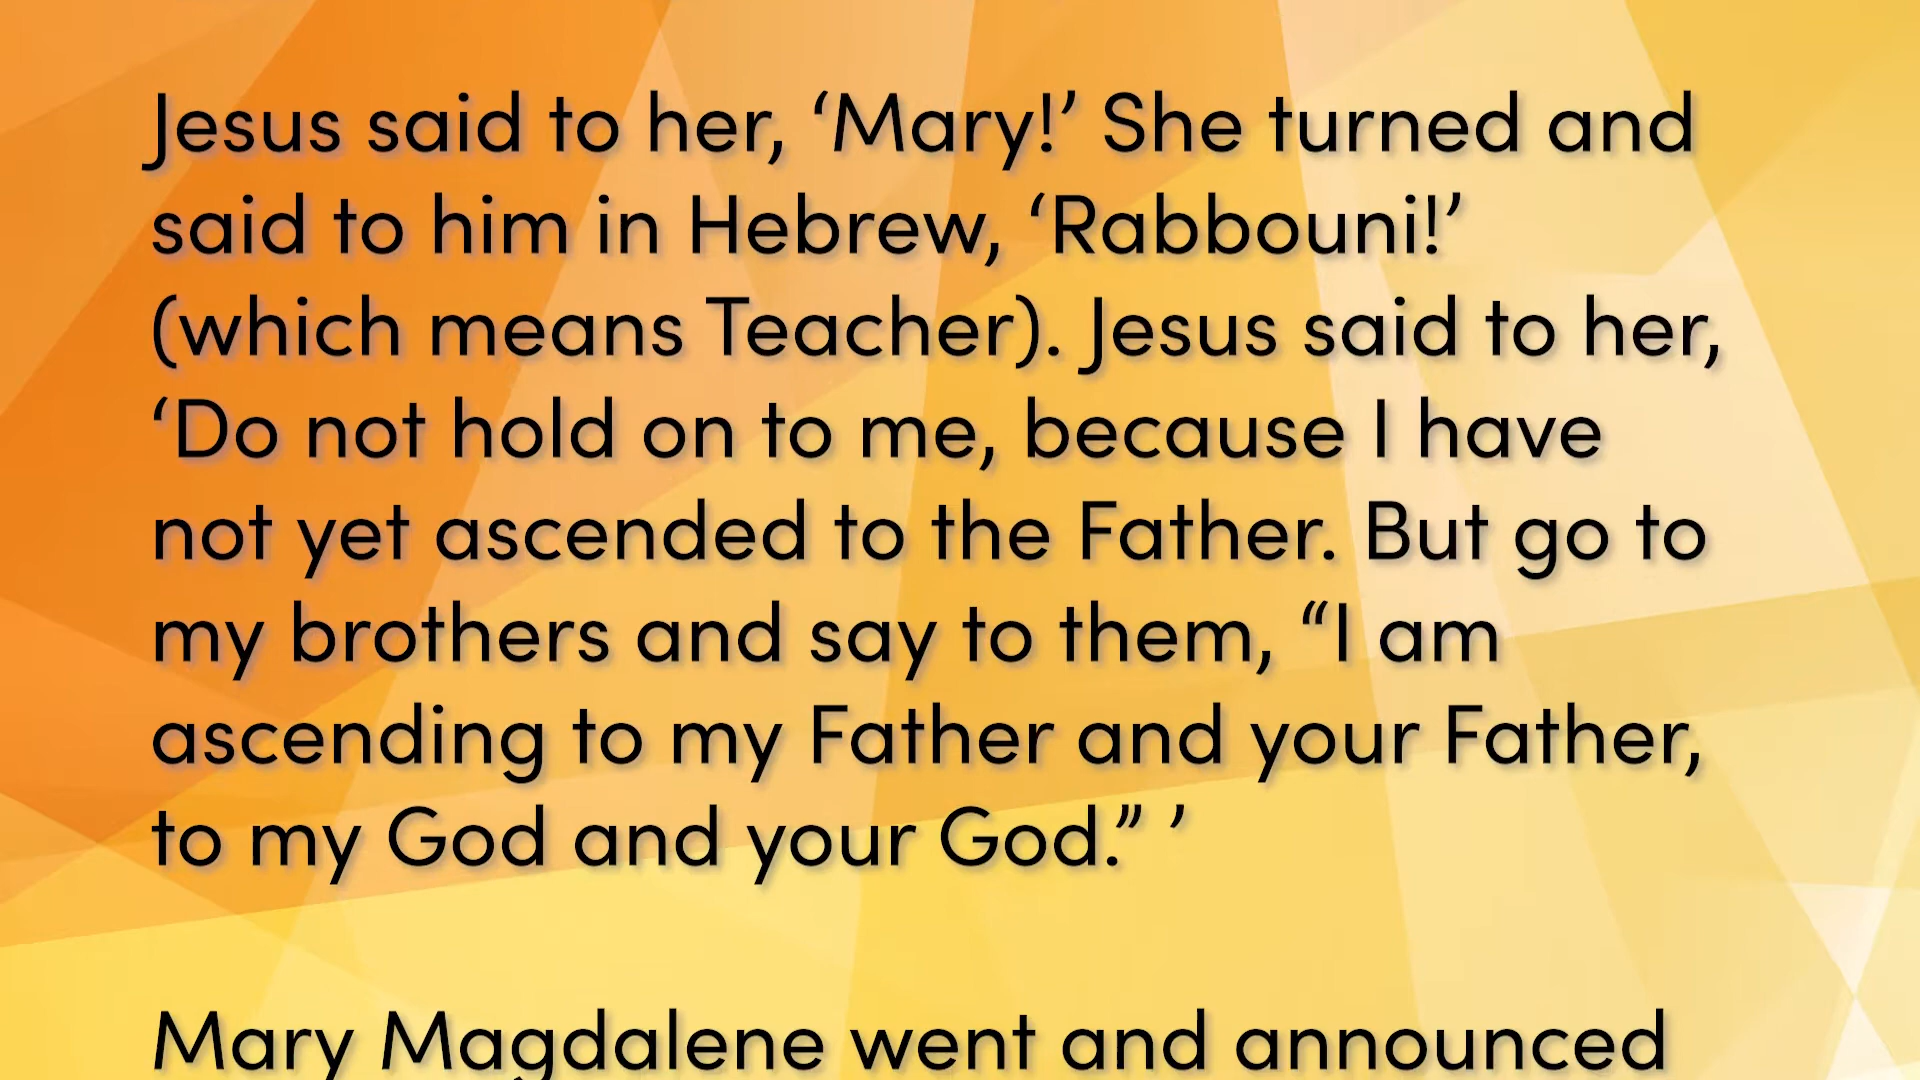 Jesus said to her, ‘Mary!’ She turned and
said to him in Hebrew, ‘Rabbouni!’
(which means Teacher). Jesus said to her,
‘Do not hold on to me, because I have
not yet ascended to the Father. But go to
my brothers and say to them, “I am
ascending to my Father and your Father,
to my God and your God.” ’
Mary Magdalene went and announced